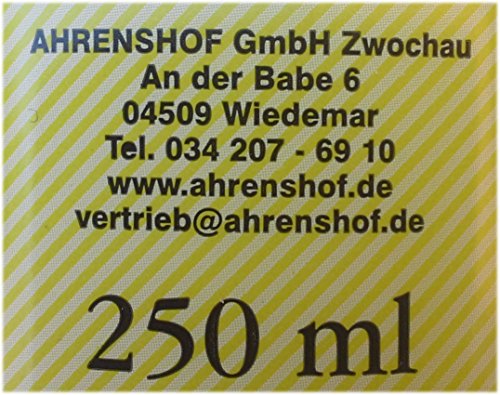 AHRENSHOF GmbH Zwochau
An der Babe 6
04509 Wiedemar
Tel. 034 207 - 69 10
www.ahrenshof.de
vertrieb@ahrenshof.de
250 ml